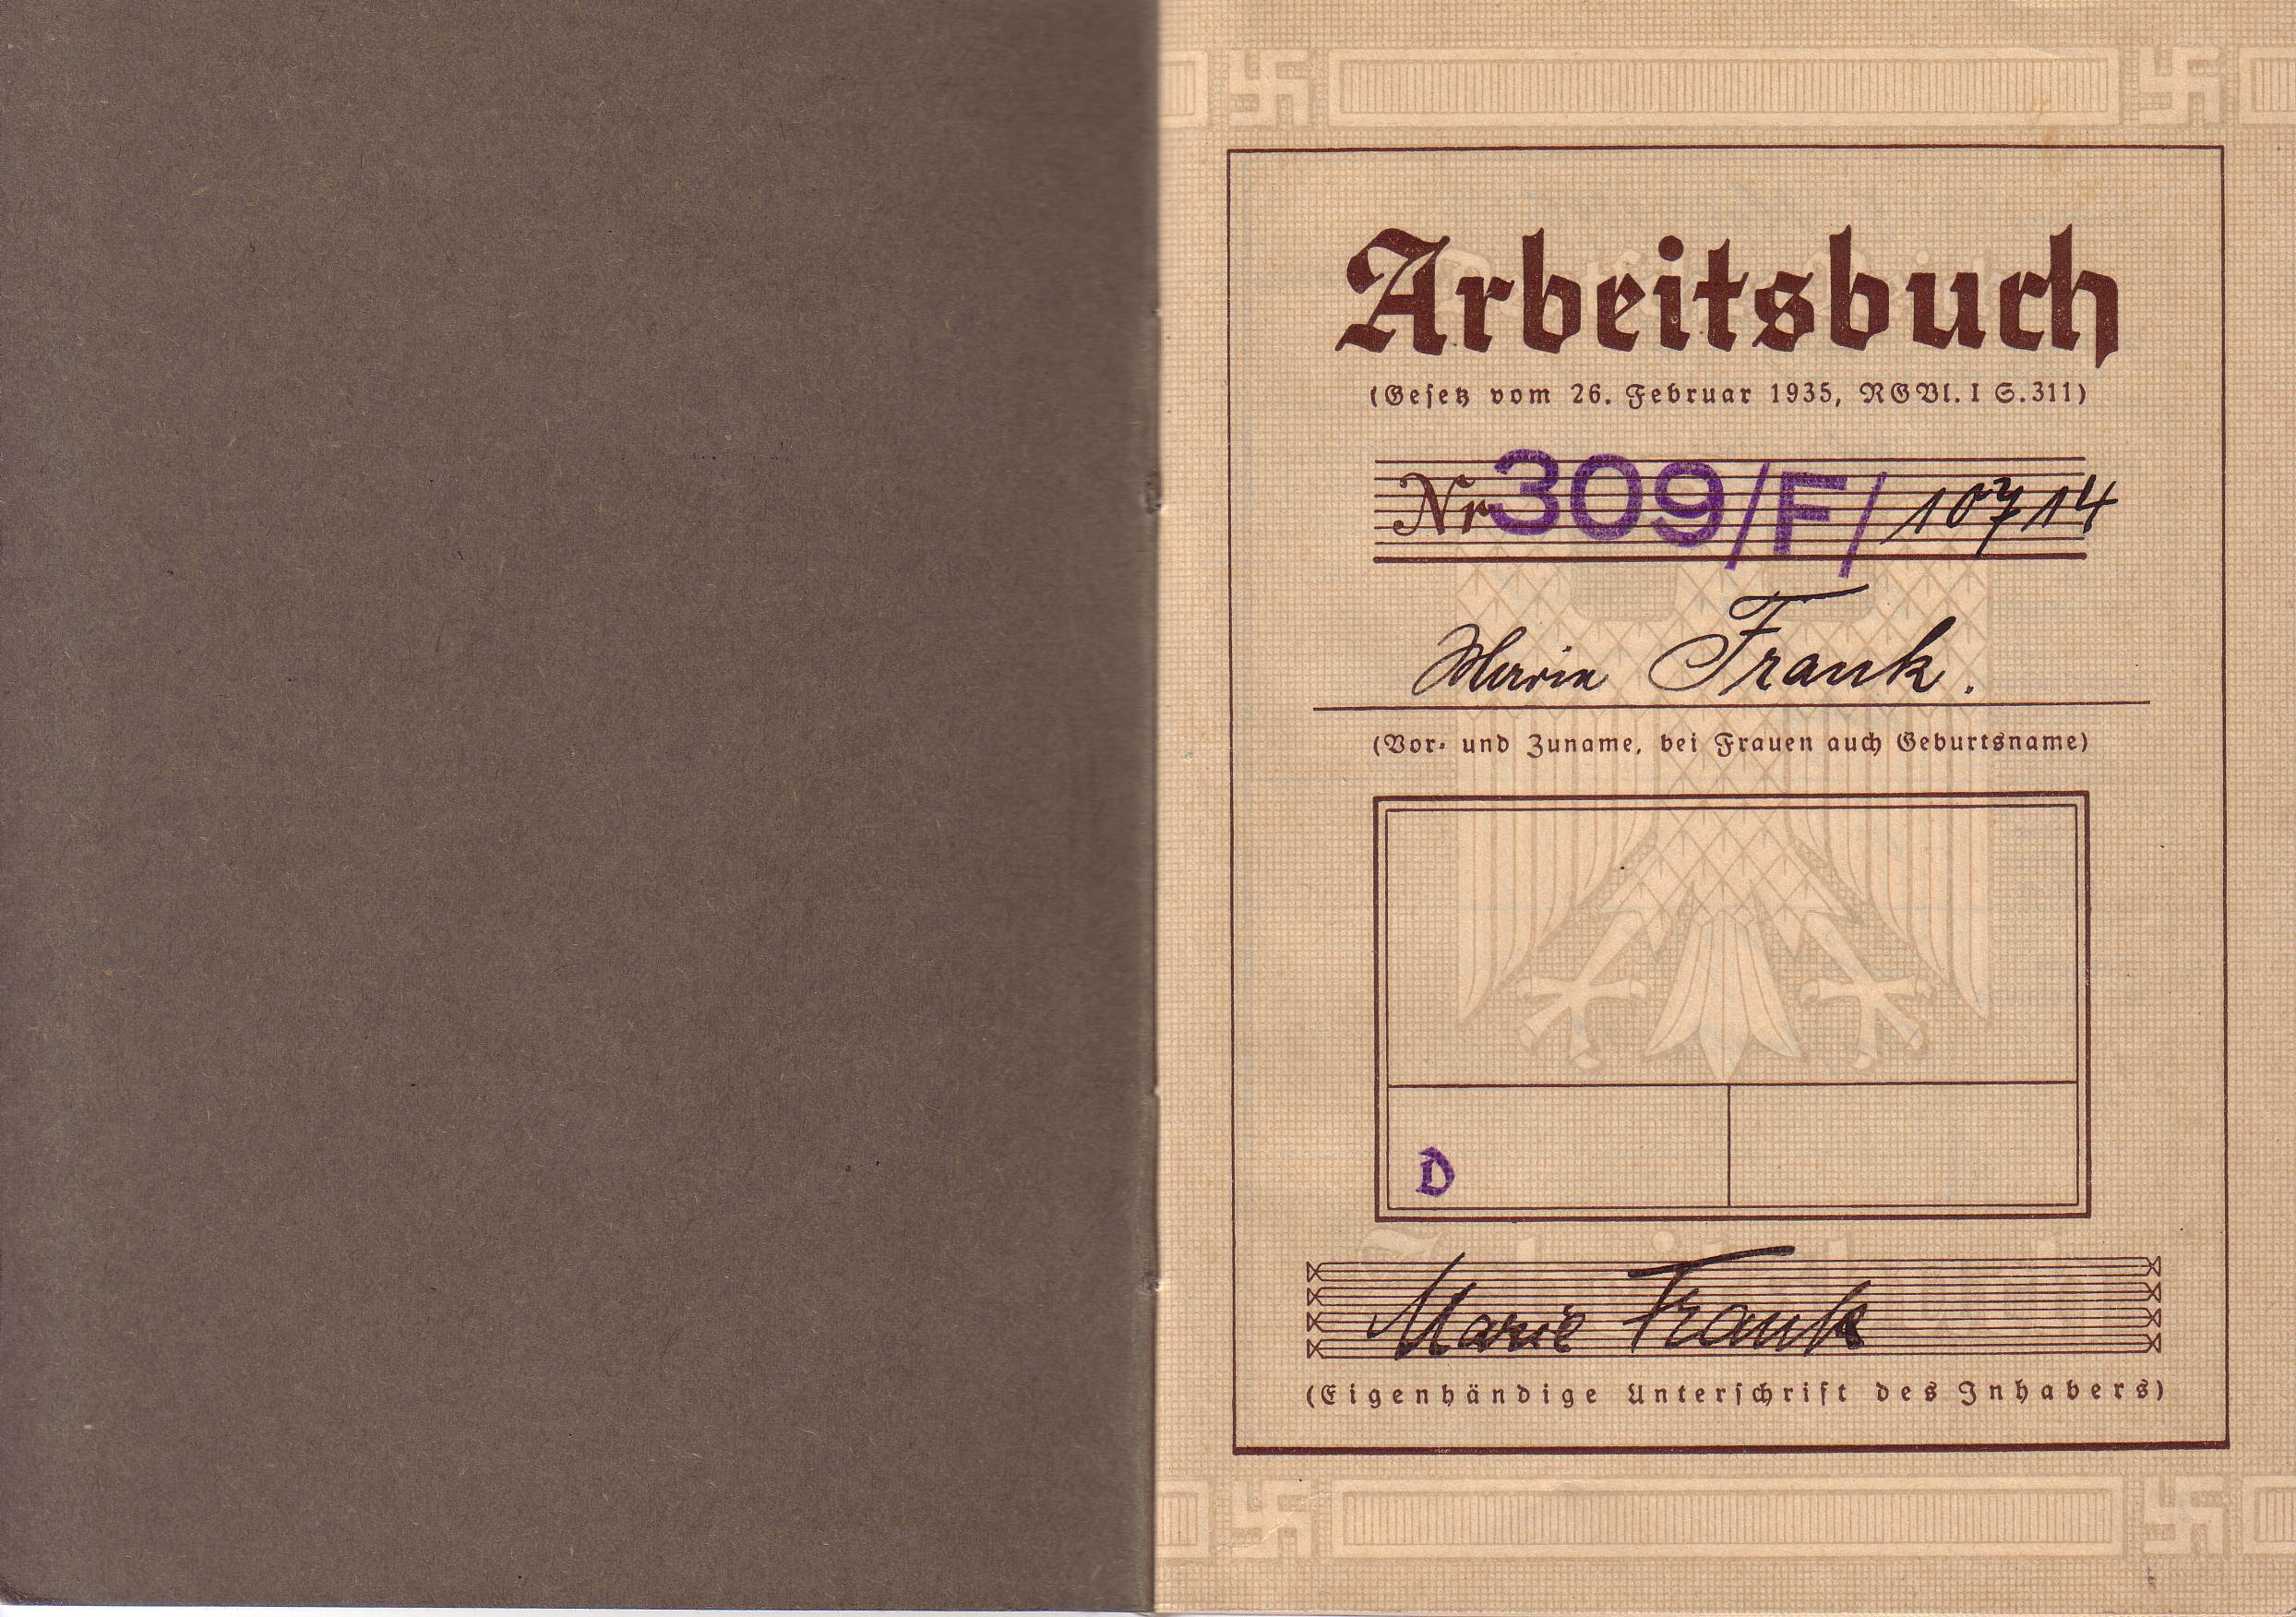 Arbeitsbuch
(Gesetz vom 26. Februar 1935, RGBl. I S. 311)
Nr 309/F/ 10714
Maria Frank.
(Vor- und Zuname, bei Frauen auch Geburtsname)
D
Marie Frank
(Eigenhändige Unterschrift des Inhabers)